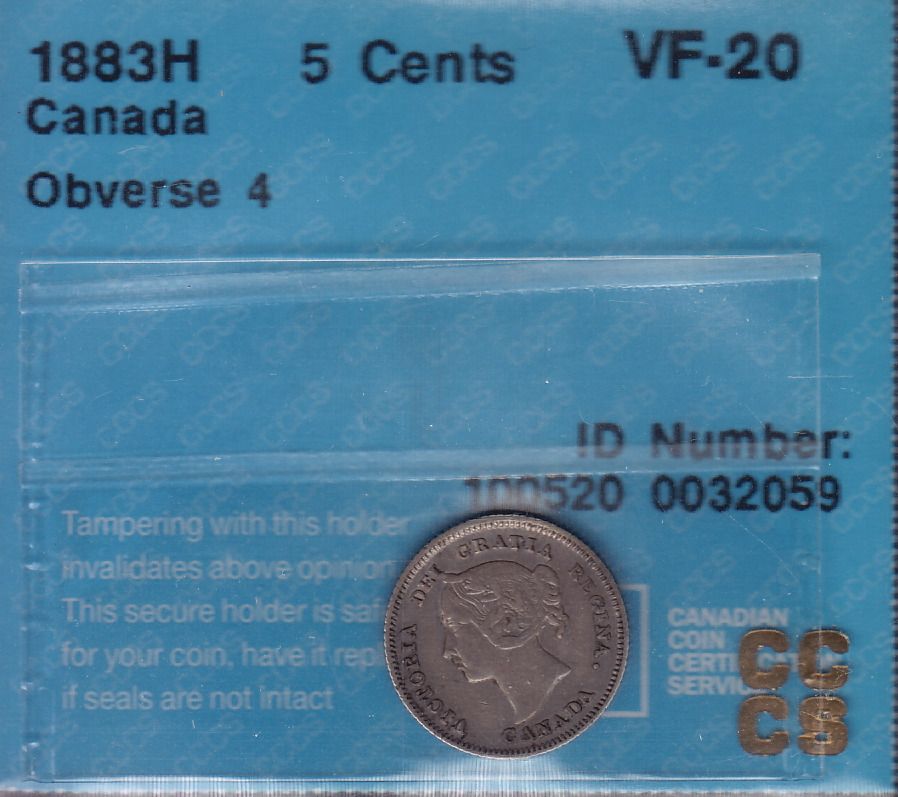 1883H 5 Cents VF-20
Canada
Obverse 4
ID Number:
100520 0032059
Tampering with this holder
invalidates above opinion
This secure holder is
for your coin, have it
if seals are not intact
CANADIAN
COIN
SERVICE
CC
CS
VICTORIA DEI GRATIA REGINA.
CANADA